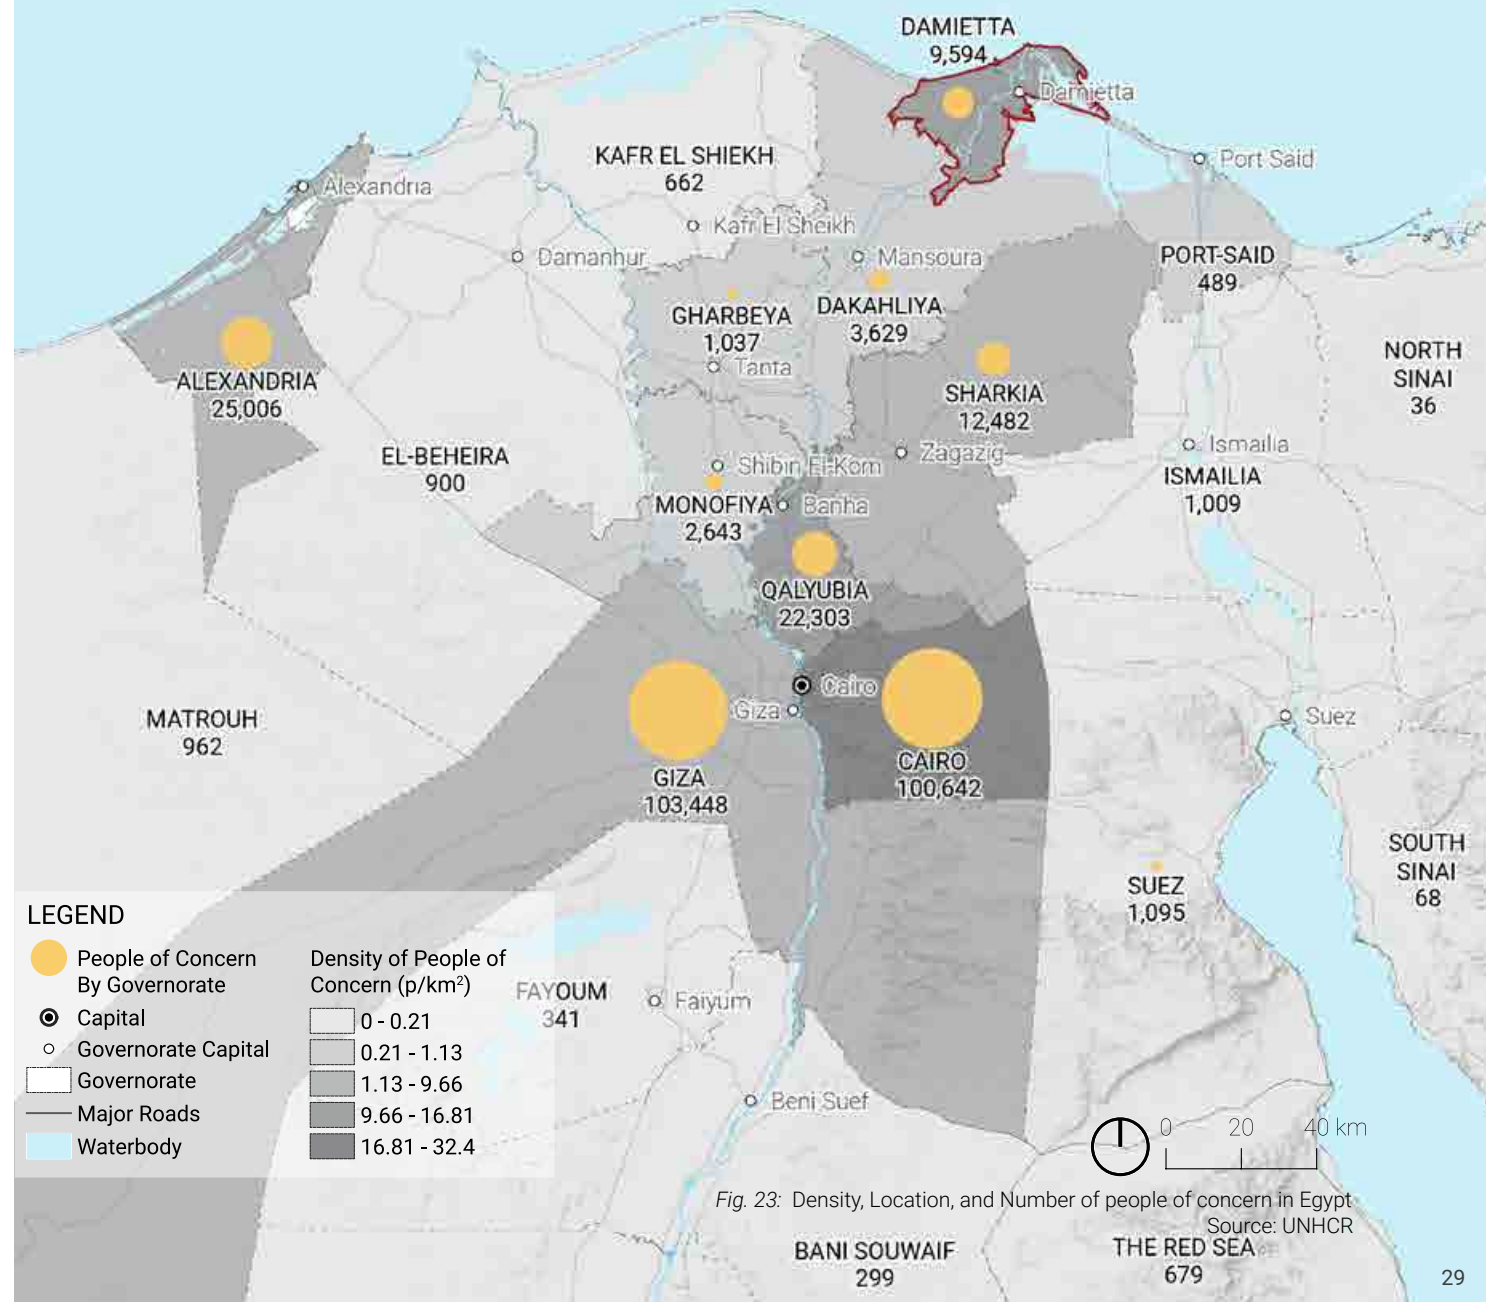 DAMIETTA
9,594
Damietta
KAFR EL SHIEKH
662
Port Said
Alexandria
Kafr El Sheikh
Damanhur
Mansoura
PORT-SAID
489
GHARBEYA
1,037
DAKAHLIYA
3,629
Tanta
NORTH
SINAI
36
ALEXANDRIA
25,006
SHARKIA
12,482
EL-BEHEIRA
900
Shibin El-Kom
Zagazig
Ismailia
ISMAILIA
1,009
MONOFIYA
2,643
Banha
QALYUBIA
22,303
Cairo
Giza
MATROUH
962
Suez
GIZA
103,448
CAIRO
100,642
SOUTH
SINAI
68
SUEZ
1,095
LEGEND
People of Concern
By Governorate
Capital
Governorate Capital
Governorate
Major Roads
Waterbody
Density of People of
Concern (p/km²)
0 - 0.21
0.21 - 1.13
1.13 - 9.66
9.66 - 16.81
16.81 - 32.4
FAYOUM
341
Faiyum
Beni Suef
0 20 40 km
Fig. 23: Density, Location, and Number of people of concern in Egypt
Source: UNHCR
BANI SOUWAIF
299
THE RED SEA
679
29